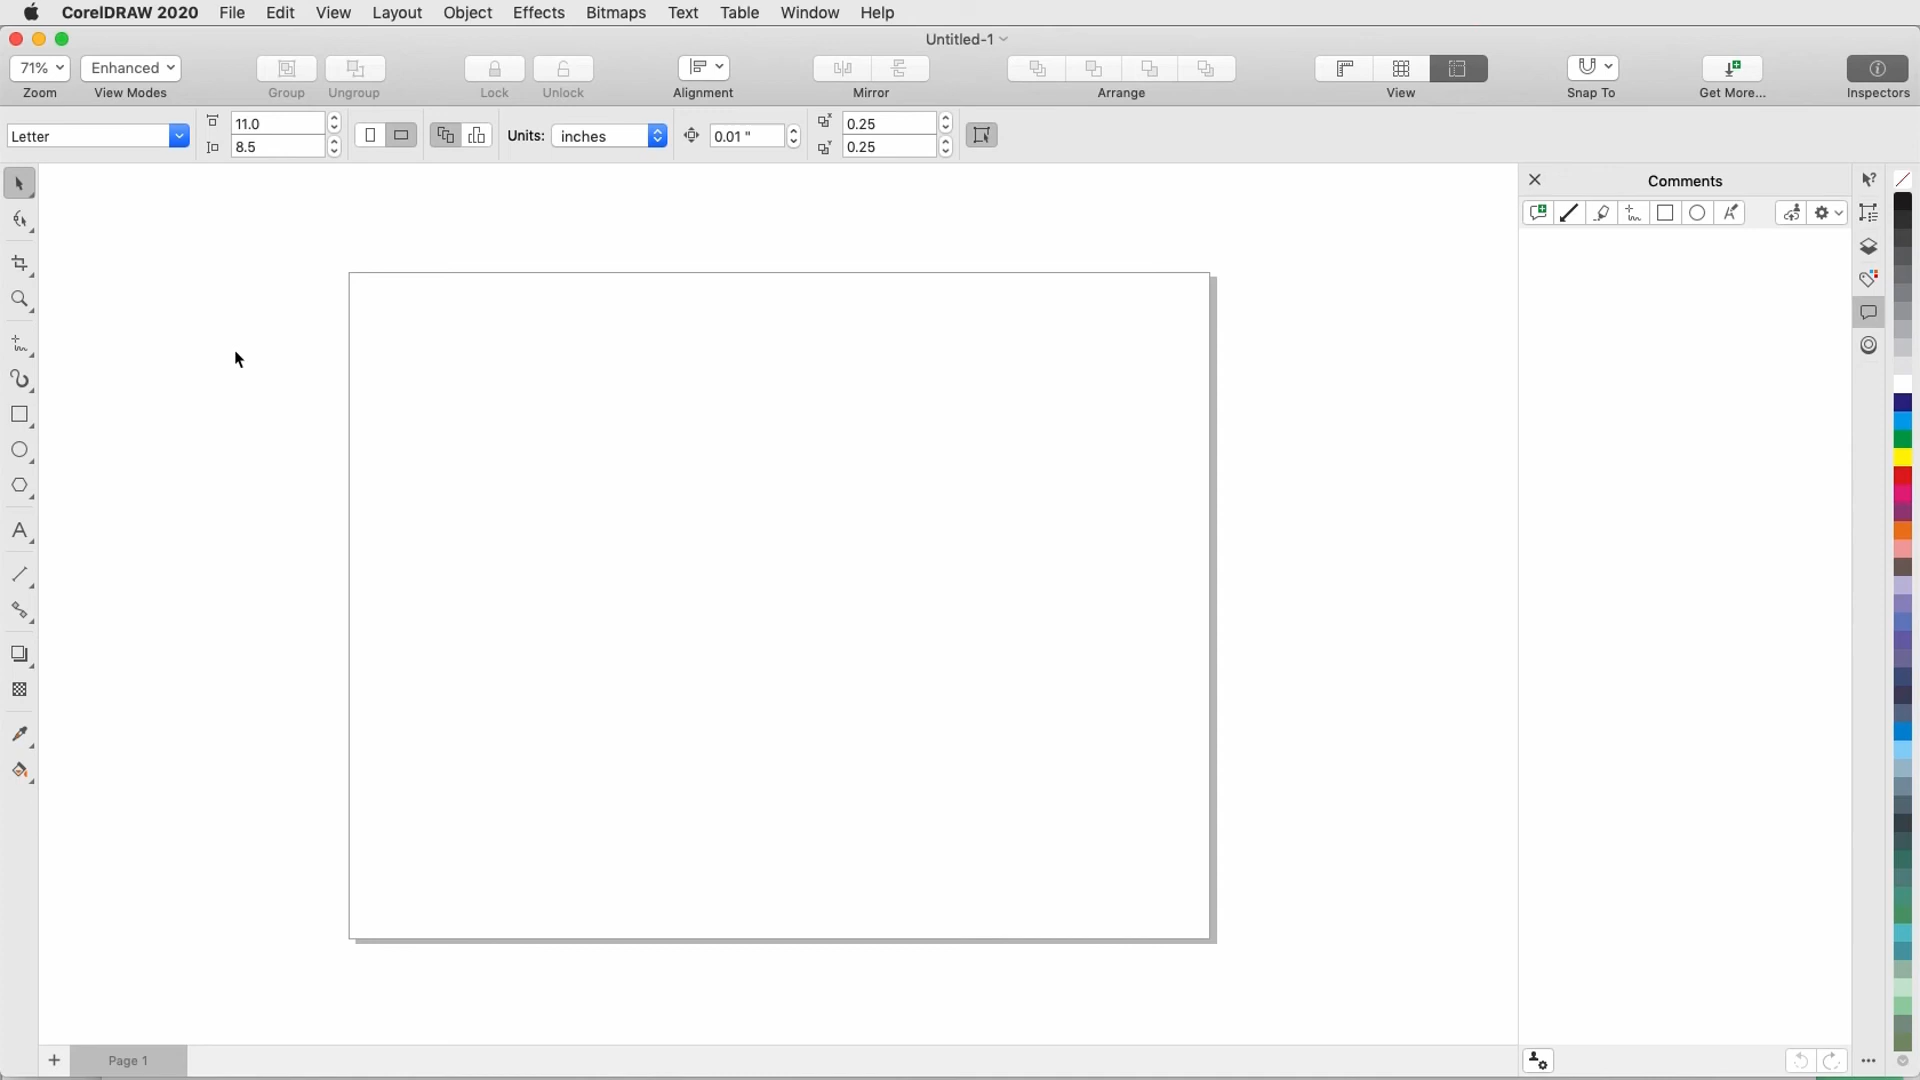 CorelDRAW 2020 File Edit View Layout Object Effects Bitmaps Text Table Window Help
Untitled-1
71% Enhanced
Zoom View Modes Group Ungroup Lock Unlock Alignment Mirror Arrange View Snap To Get More... Inspectors
Letter 11.0 8.5 Units: inches 0.01 " 0.25 0.25
Comments
Page 1